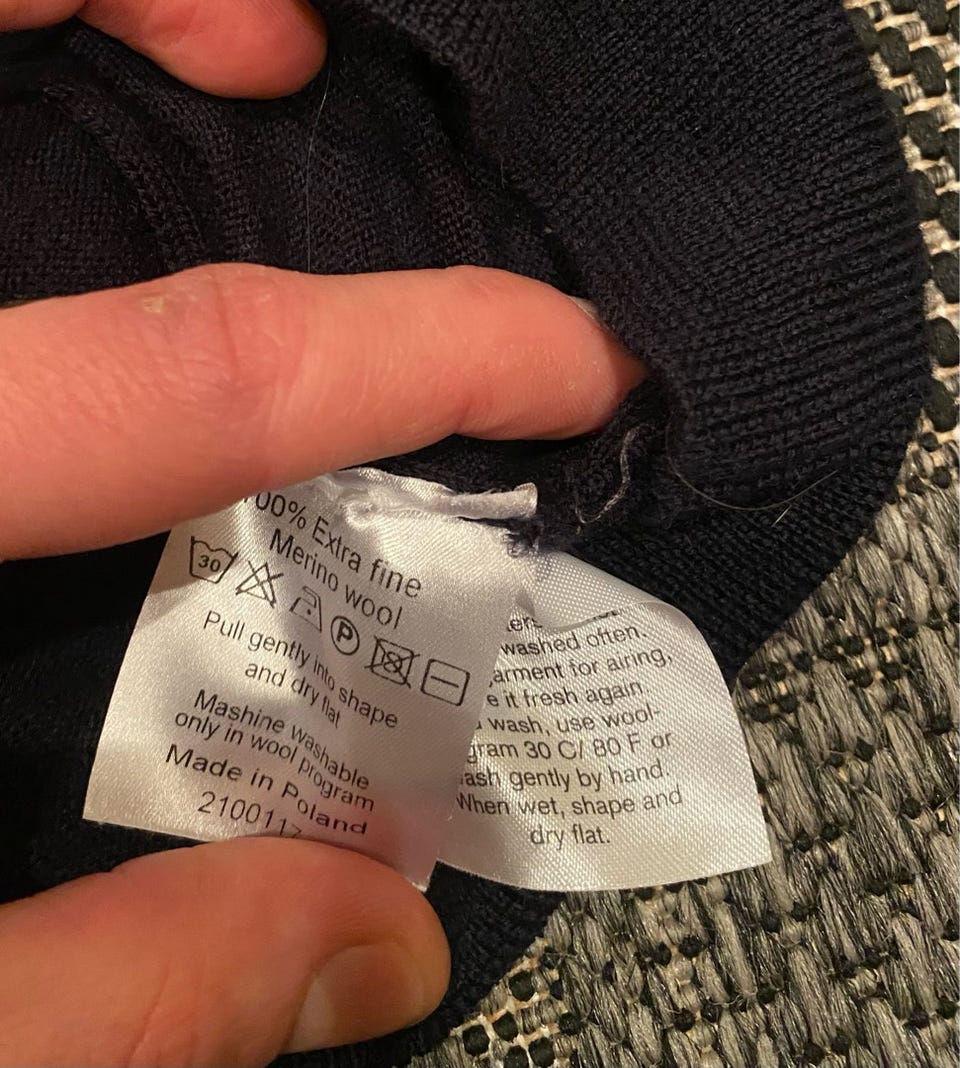 00% Extra fine
Merino wool
30
P
Pull gently into shape
and dry flat
Mashine washable
only in wool program
Made in Poland
210011
washed often.
arment for airing,
e it fresh again
wash, use wool-
gram 30 C/ 80 F or
ash gently by hand.
When wet, shape and
dry flat.